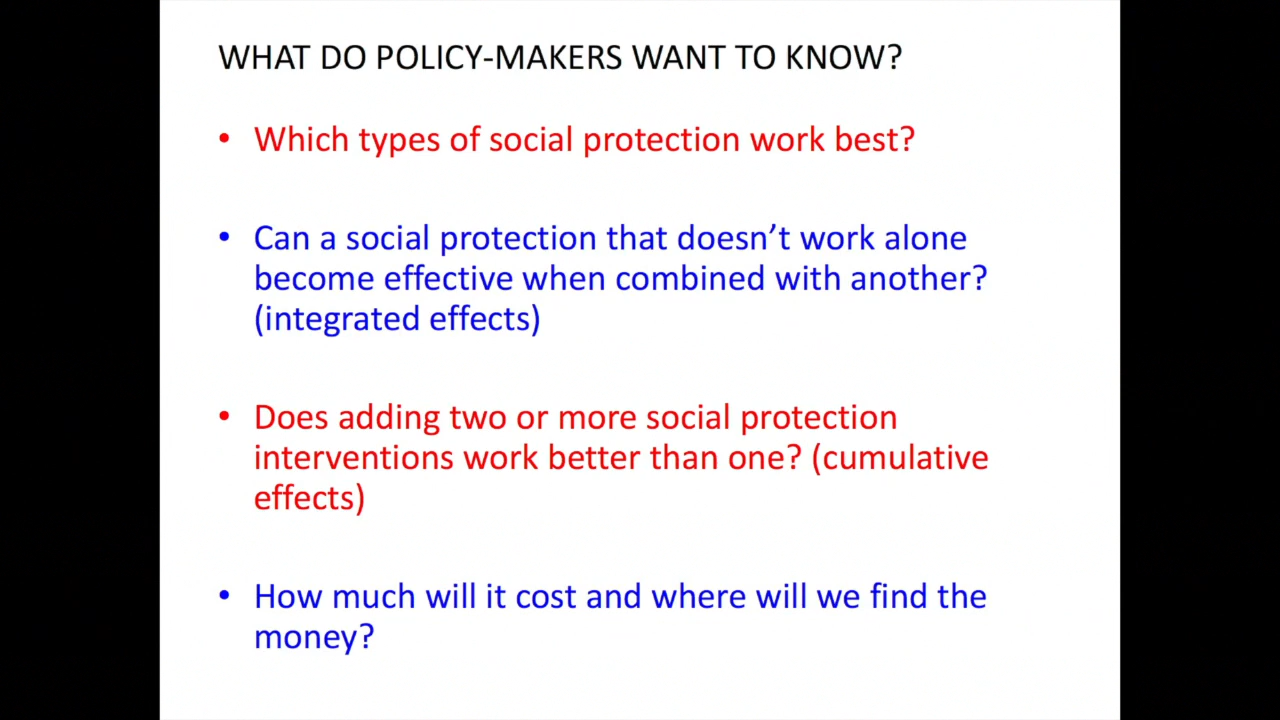 WHAT DO POLICY-MAKERS WANT TO KNOW?
• Which types of social protection work best?
• Can a social protection that doesn’t work alone
become effective when combined with another?
(integrated effects)
• Does adding two or more social protection
interventions work better than one? (cumulative
effects)
• How much will it cost and where will we find the
money?